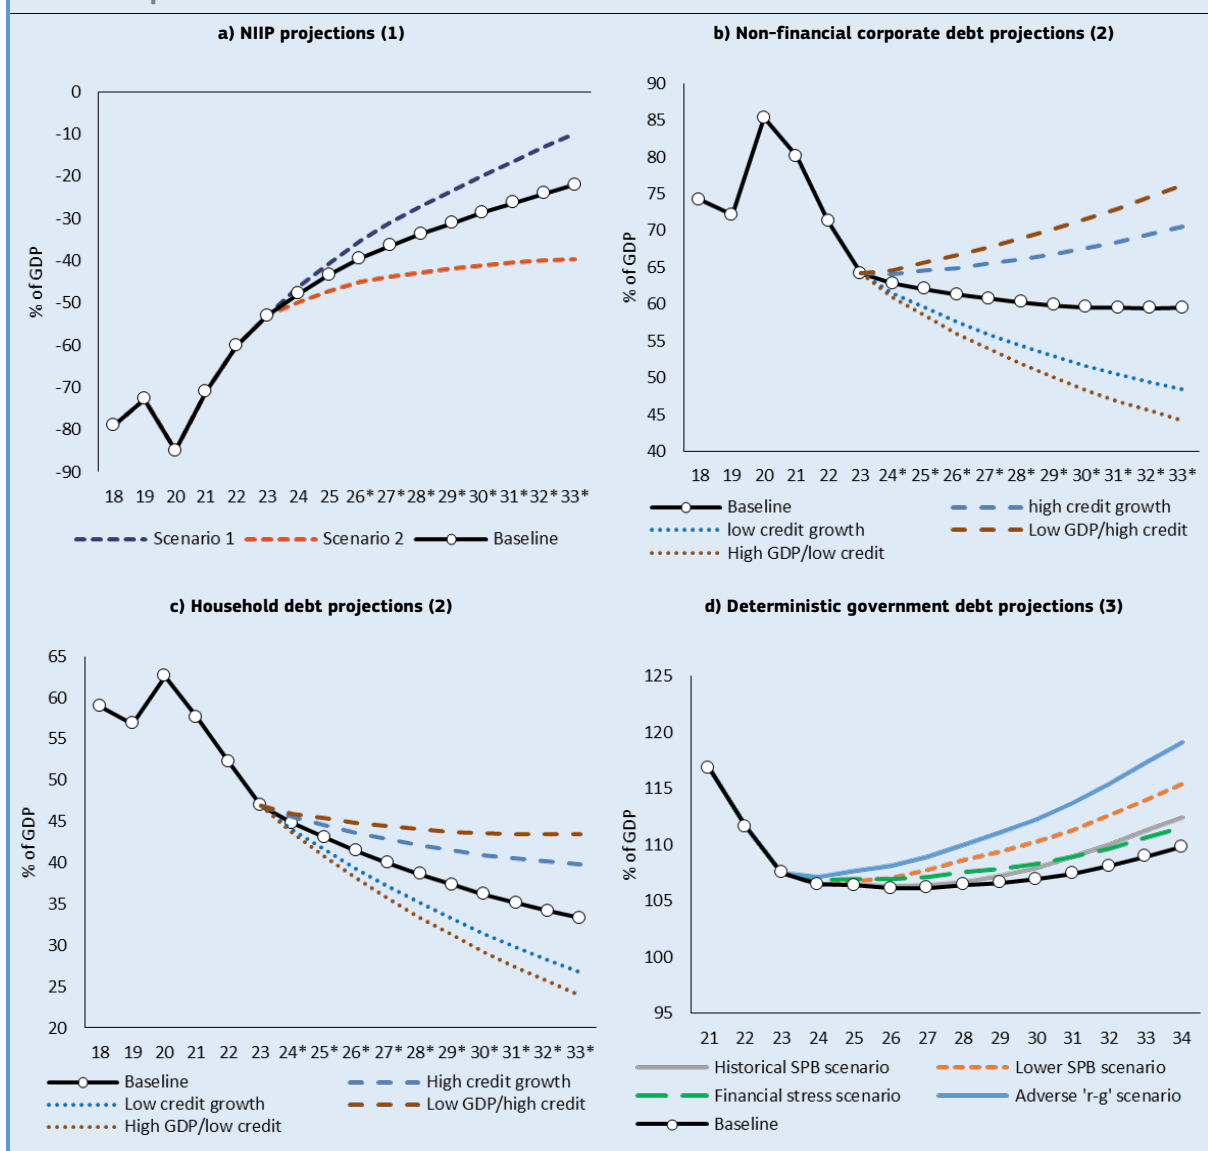 a) NIIP projections (1)
% of GDP
0
-10
-20
-30
-40
-50
-60
-70
-80
-90
18 19 20 21 22 23 24 25 26* 27* 28* 29* 30* 31* 32* 33*
Scenario 1 Scenario 2 Baseline
b) Non-financial corporate debt projections (2)
% of GDP
90
85
80
75
70
65
60
55
50
45
40
18 19 20 21 22 23 24* 25* 26* 27* 28* 29* 30* 31* 32* 33*
Baseline high credit growth
low credit growth Low GDP/high credit
High GDP/low credit
c) Household debt projections (2)
% of GDP
65
60
55
50
45
40
35
30
25
20
18 19 20 21 22 23 24* 25* 26* 27* 28* 29* 30* 31* 32* 33*
Baseline High credit growth
Low credit growth Low GDP/high credit
High GDP/low credit
d) Deterministic government debt projections (3)
% of GDP
125
120
115
110
105
100
95
21 22 23 24 25 26 27 28 29 30 31 32 33 34
Historical SPB scenario Lower SPB scenario
Financial stress scenario Adverse 'r-g' scenario
Baseline